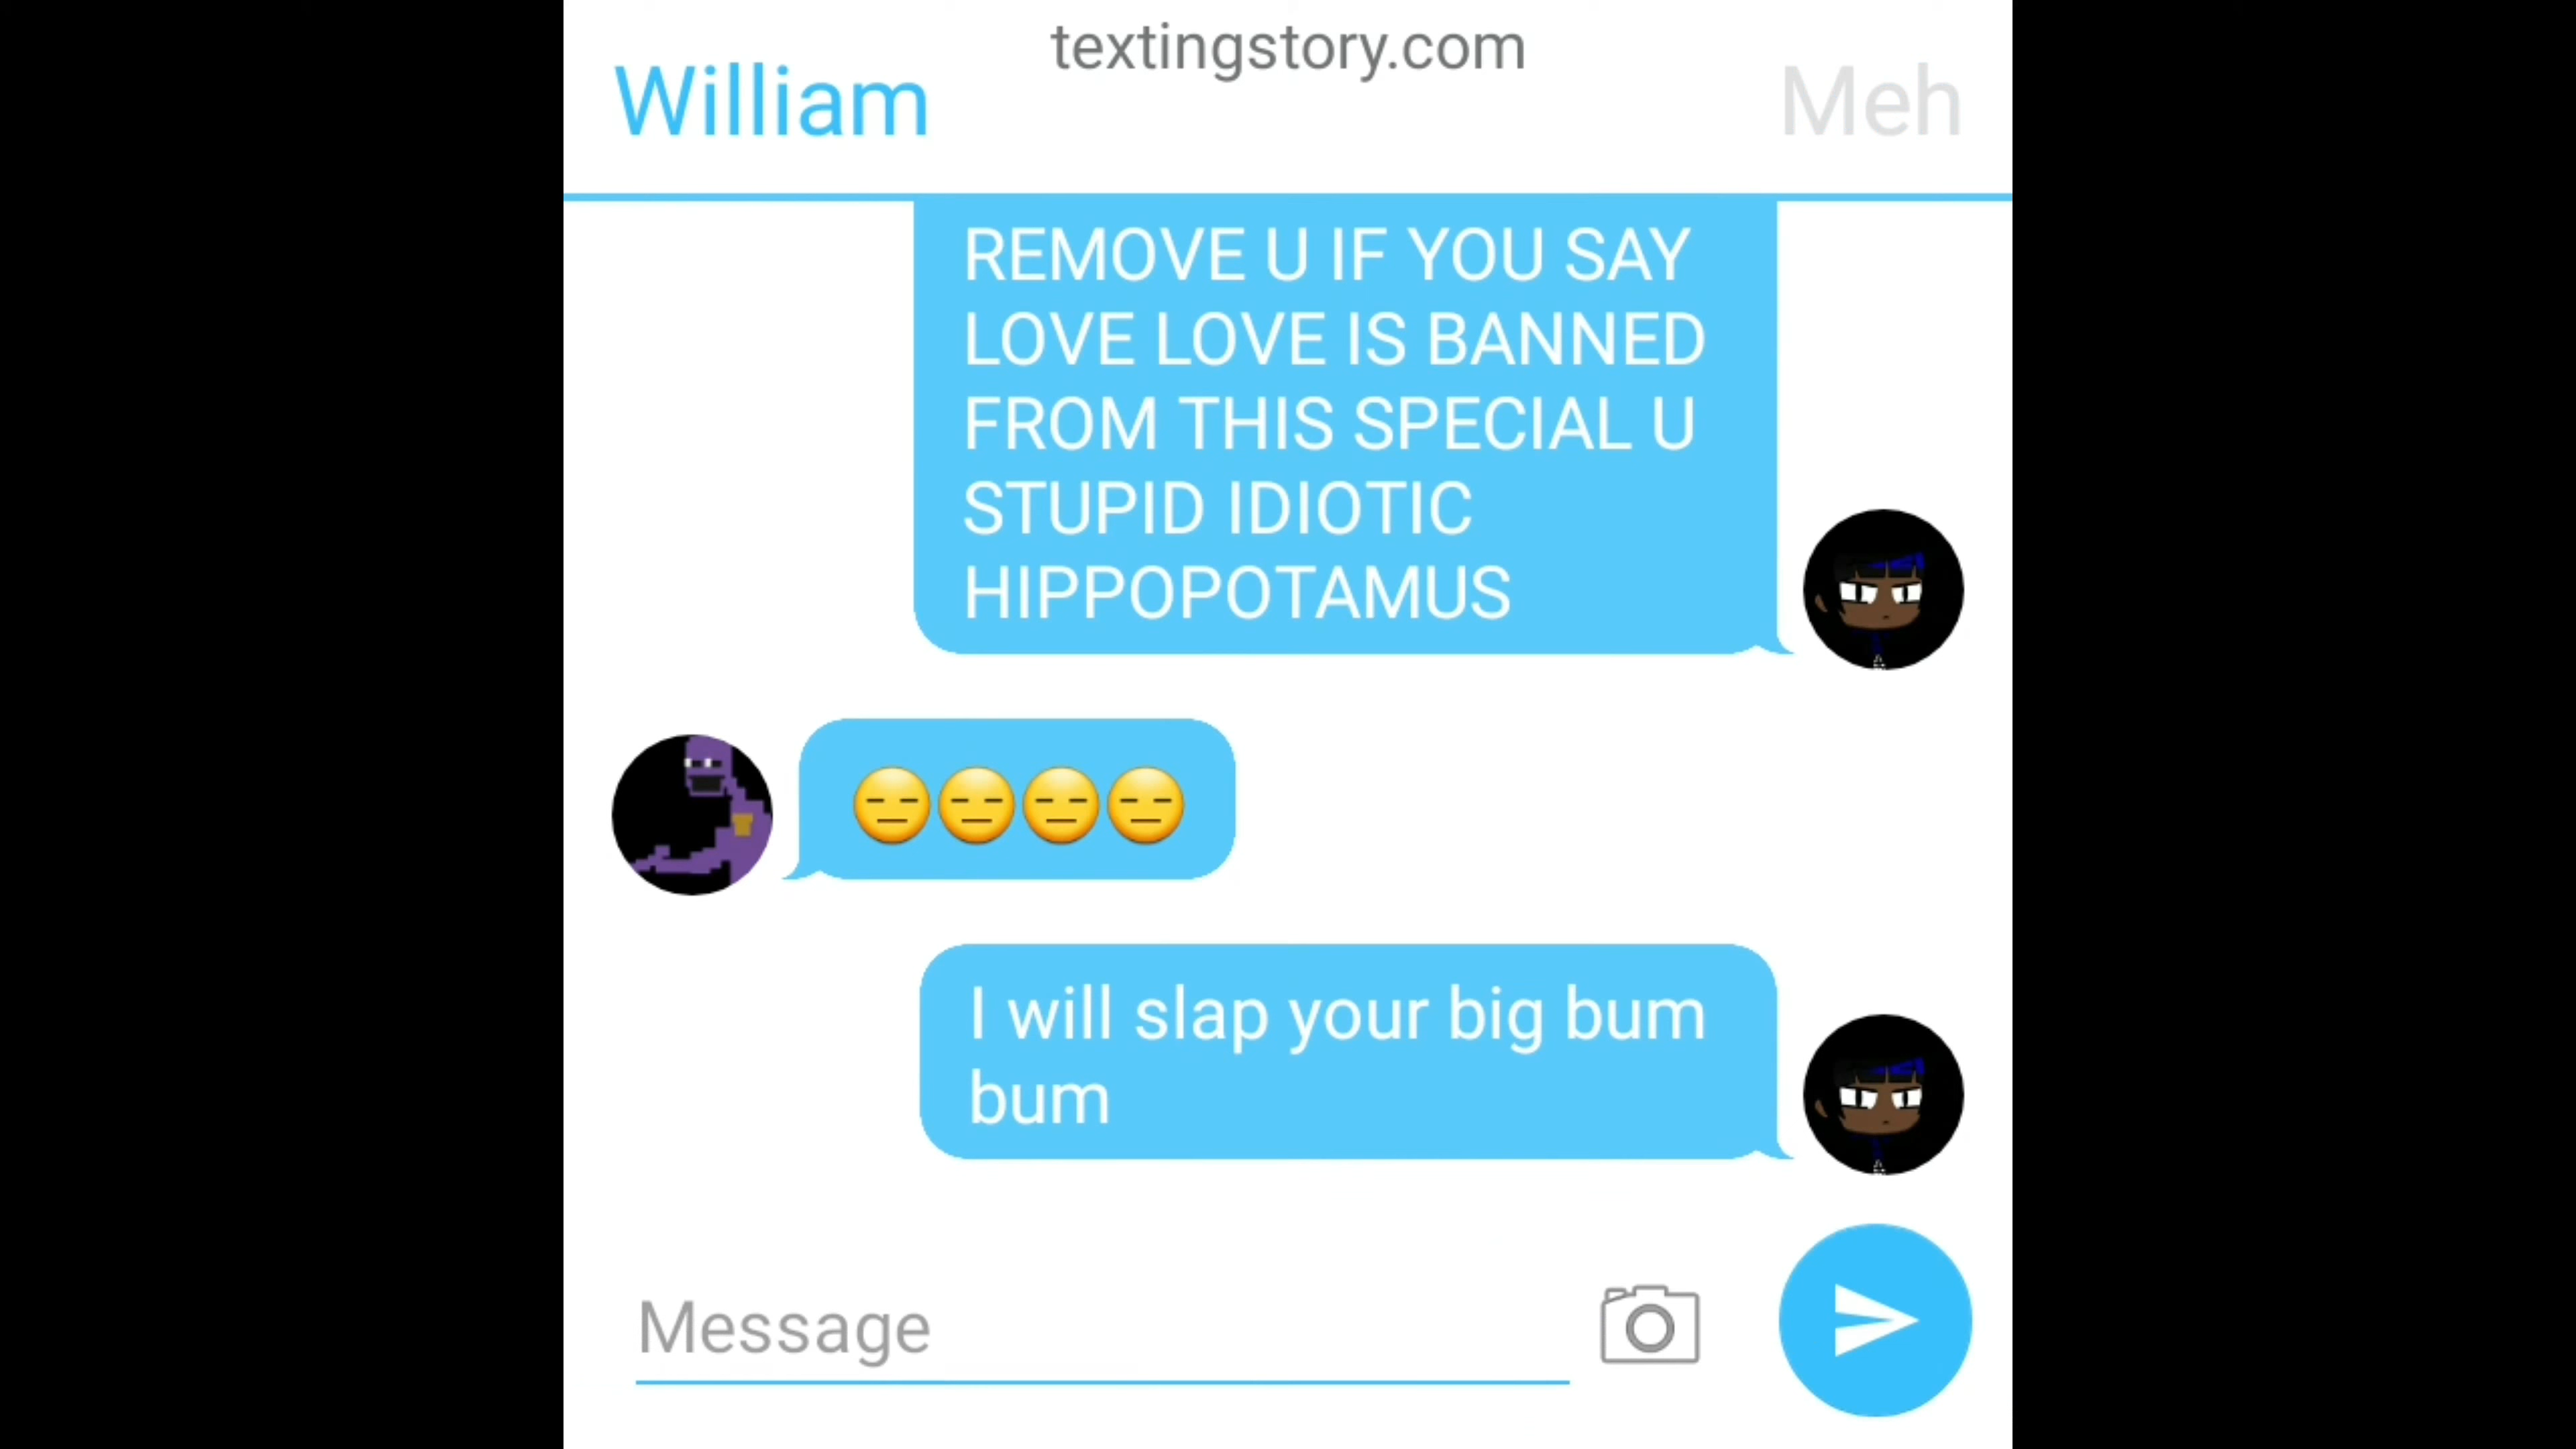 textingstory.com
William
Meh
REMOVE U IF YOU SAY
LOVE LOVE IS BANNED
FROM THIS SPECIAL U
STUPID IDIOTIC
HIPPOPOTAMUS
😑😑😑😑
I will slap your big bum
bum
Message